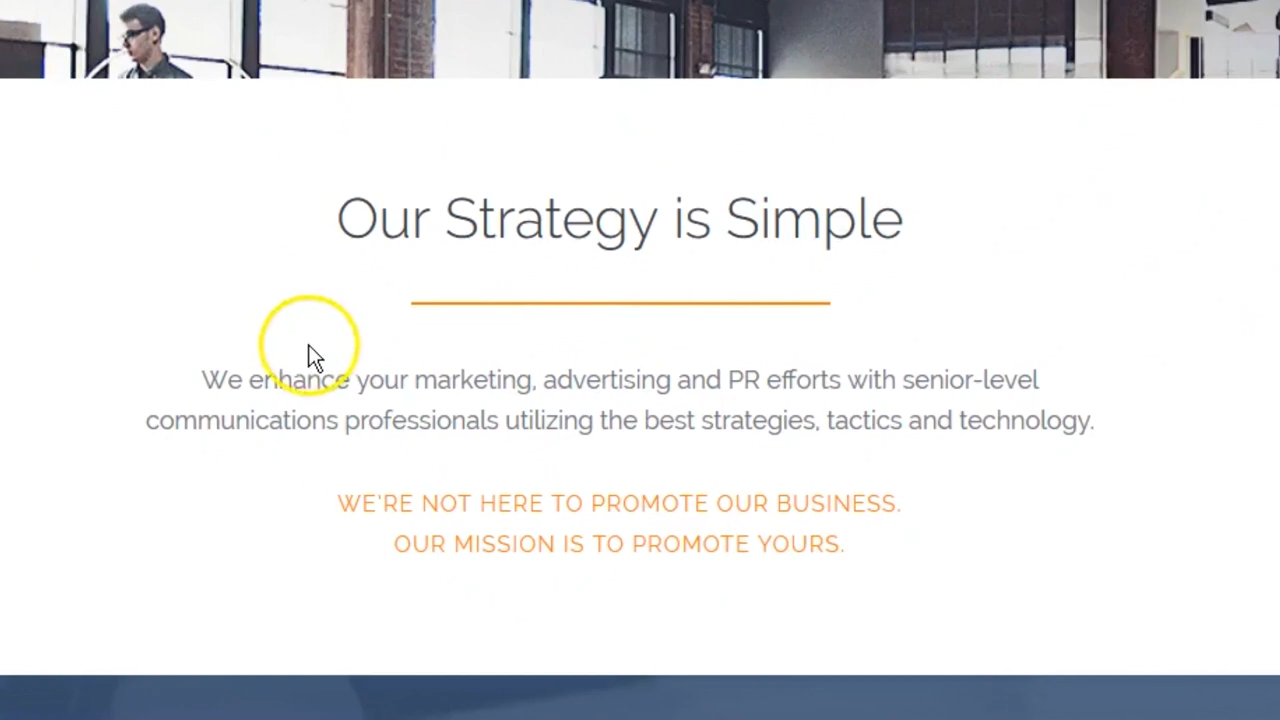 Our Strategy is Simple
We enhance your marketing, advertising and PR efforts with senior-level
communications professionals utilizing the best strategies, tactics and technology.
WE'RE NOT HERE TO PROMOTE OUR BUSINESS.
OUR MISSION IS TO PROMOTE YOURS.